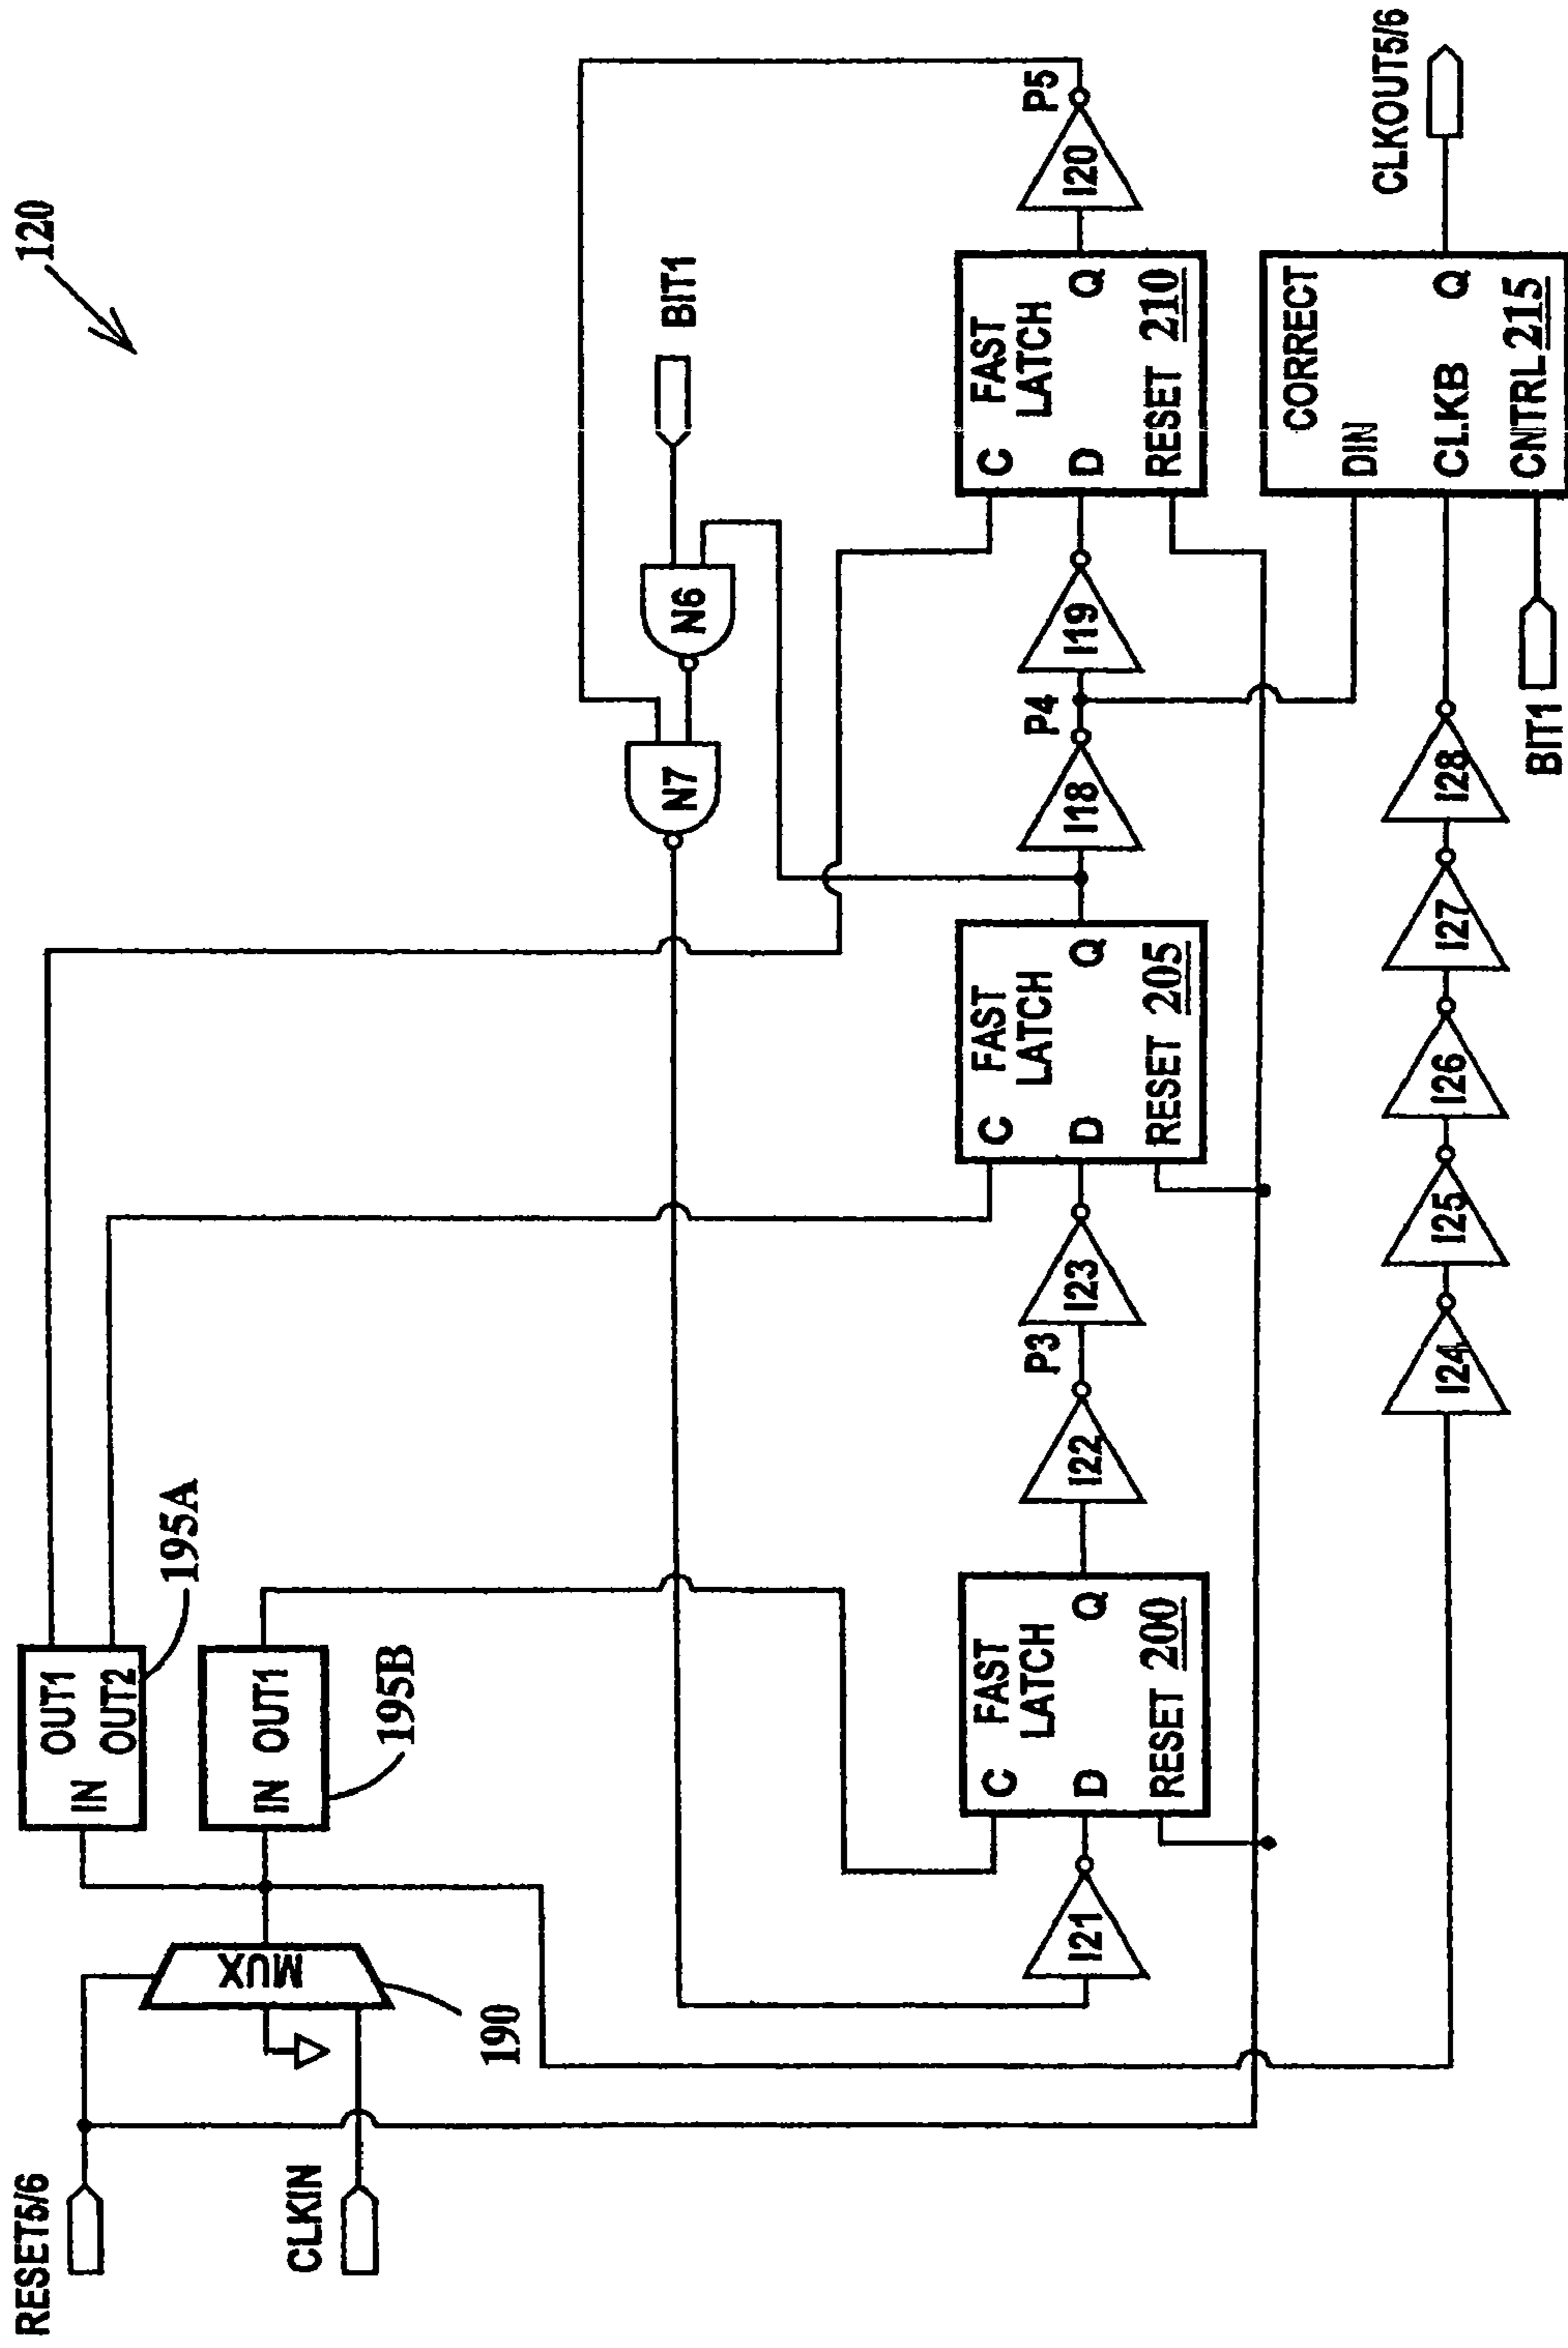 120
RESET5/6
CLKIN
MUX
190
IN
OUT1
OUT2
195A
IN OUT1
195B
BIT1
N6
N7
I21
FAST
LATCH
C
D
Q
RESET 200
I22
P3
I23
FAST
LATCH
C
D
Q
RESET 205
I18
P4
I19
FAST
LATCH
C
D
Q
RESET 210
I20
P5
I24
I25
I26
I27
I28
BIT1
CORRECT
DIN
CLKB
Q
CNTRL 215
CLKOUT5/6